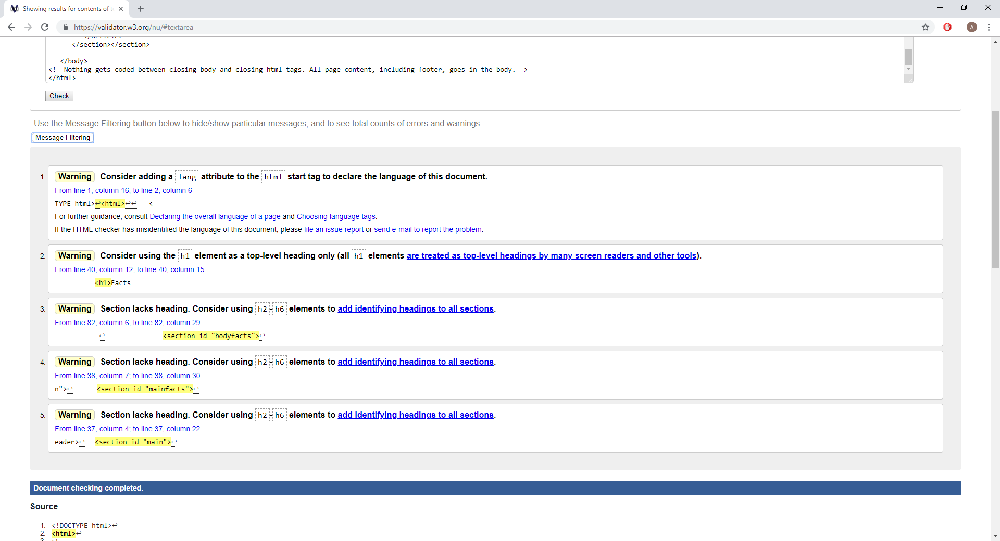 Showing results for contents of t
https://validator.w3.org/nu/#textarea
A
</section></section>
</body>
<!--Nothing gets coded between closing body and closing html tags. All page content, including footer, goes in the body.-->
</html>
Check
Use the Message Filtering button below to hide/show particular messages, and to see total counts of errors and warnings.
Message Filtering
1. Warning Consider adding a lang attribute to the html start tag to declare the language of this document.
From line 1, column 16; to line 2, column 6
TYPE html>↩<html>↩↩   <
For further guidance, consult Declaring the overall language of a page and Choosing language tags.
If the HTML checker has misidentified the language of this document, please file an issue report or send e-mail to report the problem.
2. Warning Consider using the h1 element as a top-level heading only (all h1 elements are treated as top-level headings by many screen readers and other tools).
From line 40, column 12; to line 40, column 15
<h1>Facts
3. Warning Section lacks heading. Consider using h2-h6 elements to add identifying headings to all sections.
From line 82, column 6; to line 82, column 29
↩ <section id="bodyfacts">↩
4. Warning Section lacks heading. Consider using h2-h6 elements to add identifying headings to all sections.
From line 38, column 7; to line 38, column 30
n">↩ <section id="mainfacts">↩
5. Warning Section lacks heading. Consider using h2-h6 elements to add identifying headings to all sections.
From line 37, column 4; to line 37, column 22
eader>↩ <section id="main">↩
Document checking completed.
Source
1. <!DOCTYPE html>↩
2. <html>↩